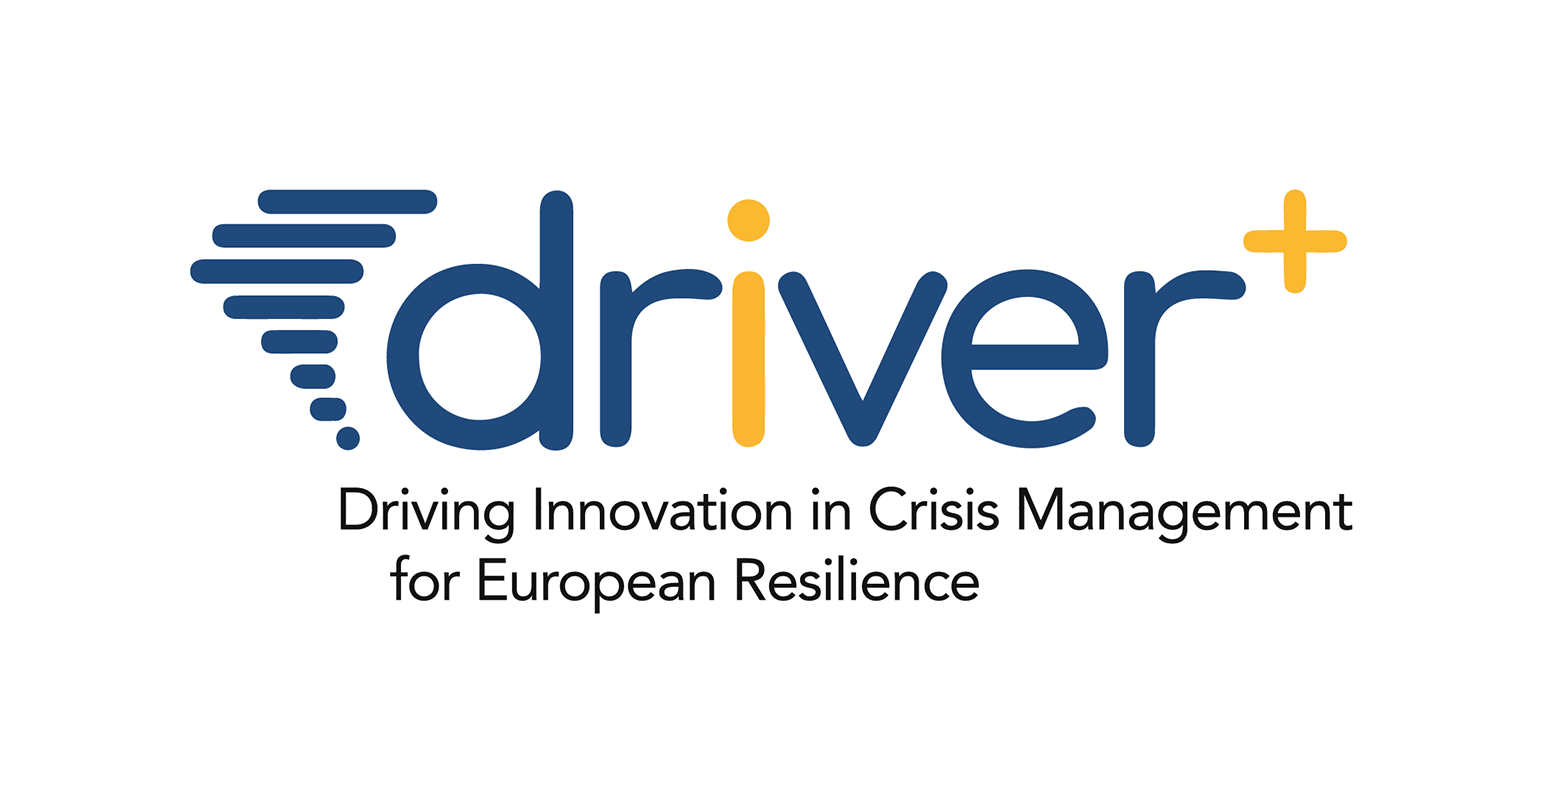 driver+
Driving Innovation in Crisis Management
for European Resilience